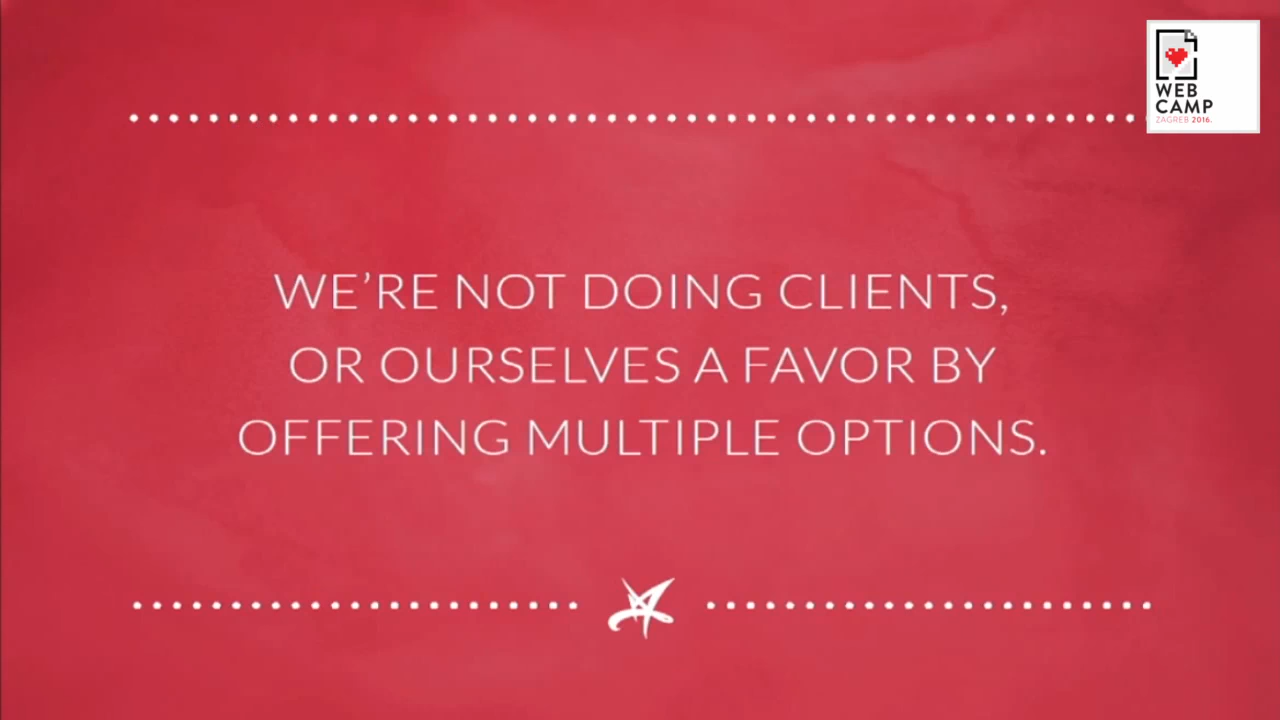 WEB
CAMP
ZAGREB 2016.
WE’RE NOT DOING CLIENTS,
OR OURSELVES A FAVOR BY
OFFERING MULTIPLE OPTIONS.